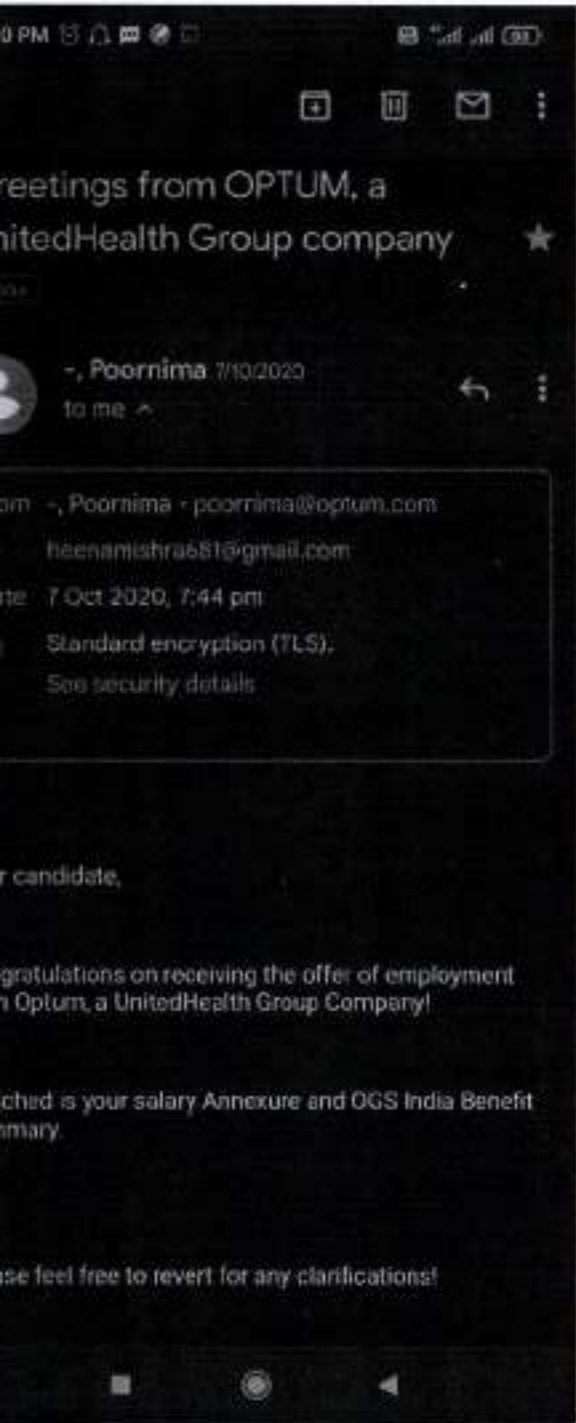 0 PM
reetings from OPTUM, a
nitedHealth Group company
-, Poornima 7/10/2020
to me
om -, Poornima • poornima@optum.com
heenamishra681@gmail.com
te 7 Oct 2020, 7:44 pm
Standard encryption (TLS).
See security details
r candidate,
gratulations on receiving the offer of employment
n Optum, a UnitedHealth Group Company!
ched is your salary Annexure and OGS India Benefit
mmary.
ase feel free to revert for any clarifications!